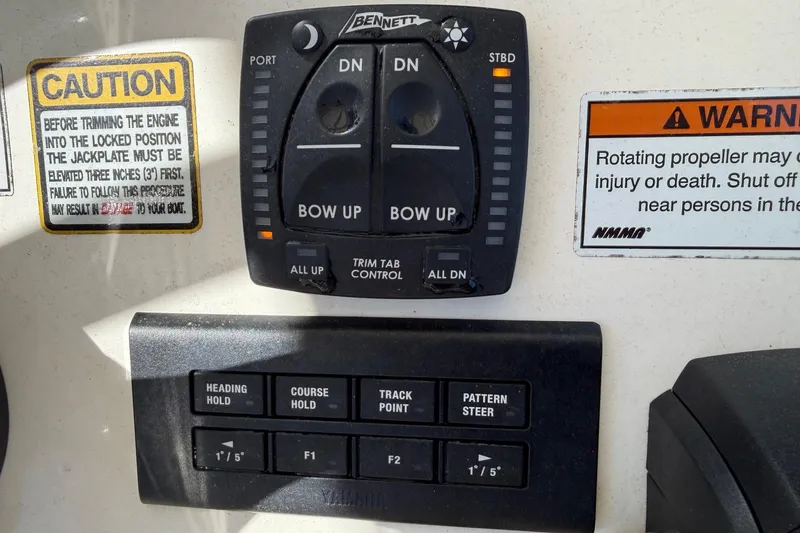 CAUTION
BEFORE TRIMMING THE ENGINE
INTO THE LOCKED POSITION
THE JACKPLATE MUST BE
ELEVATED THREE INCHES (3") FIRST.
FAILURE TO FOLLOW THIS PROCEDURE
MAY RESULT IN DAMAGE TO YOUR BOAT.
BENNETT
PORT
STBD
DN
DN
BOW UP
BOW UP
ALL UP
TRIM TAB
CONTROL
ALL DN
WARNI
Rotating propeller may
injury or death. Shut off
near persons in the
NMMA®
HEADING
HOLD
COURSE
HOLD
TRACK
POINT
PATTERN
STEER
◄
1°/5°
F1
F2
►
1°/5°
YAMAHA